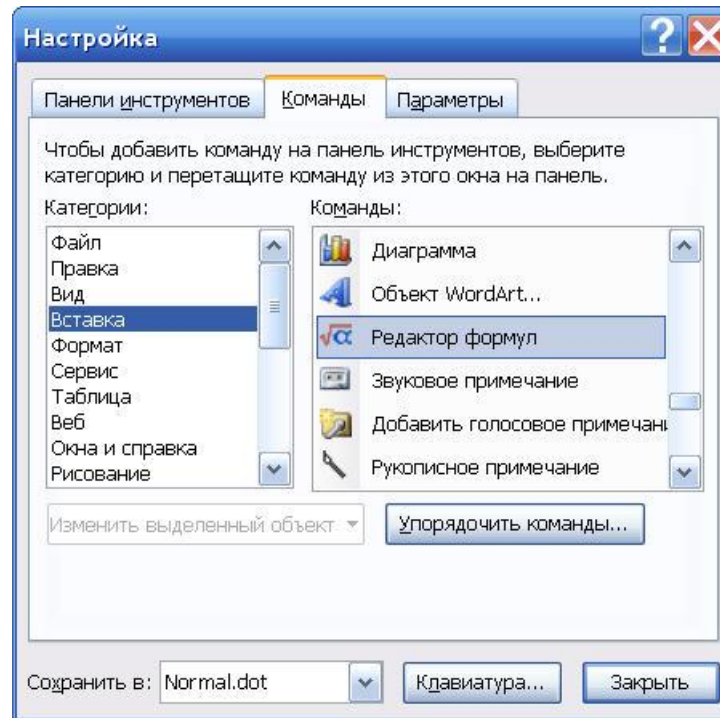 Настройка
Панели инструментов
Команды
Параметры
Чтобы добавить команду на панель инструментов, выберите
категорию и перетащите команду из этого окна на панель.
Категории:
Файл
Правка
Вид
Вставка
Формат
Сервис
Таблица
Веб
Окна и справка
Рисование
Команды:
Диаграмма
Объект WordArt...
Редактор формул
Звуковое примечание
Добавить голосовое примечани
Рукописное примечание
Изменить выделенный объект
Упорядочить команды...
Сохранить в: Normal.dot
Клавиатура...
Закрыть